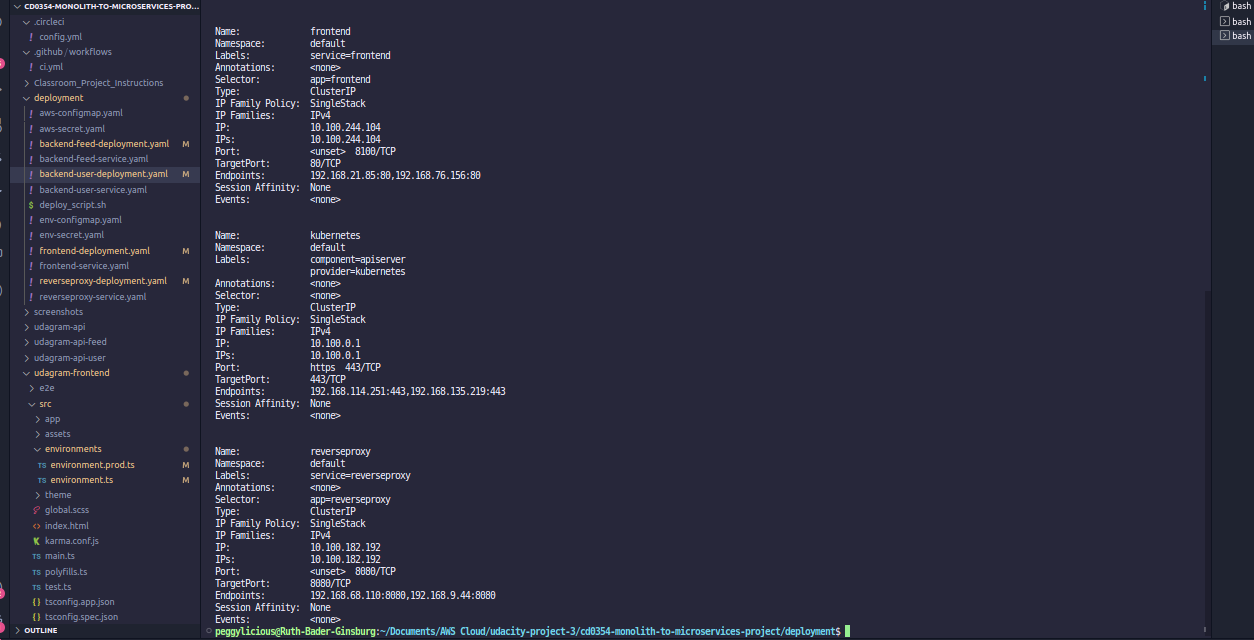 CD0354-MONOLITH-TO-MICROSERVICES-PRO...
.circleci
config.yml
.github / workflows
ci.yml
Classroom_Project_Instructions
deployment
aws-configmap.yaml
aws-secret.yaml
backend-feed-deployment.yaml M
backend-feed-service.yaml
backend-user-deployment.yaml M
backend-user-service.yaml
deploy_script.sh
env-configmap.yaml
env-secret.yaml
frontend-deployment.yaml M
frontend-service.yaml
reverseproxy-deployment.yaml M
reverseproxy-service.yaml
screenshots
udagram-api
udagram-api-feed
udagram-api-user
udagram-frontend
e2e
src
app
assets
environments
TS environment.prod.ts M
TS environment.ts M
theme
global.scss
index.html
karma.conf.js
TS main.ts
TS polyfills.ts
TS test.ts
{} tsconfig.app.json
{} tsconfig.spec.json
OUTLINE
Name: frontend
Namespace: default
Labels: service=frontend
Annotations: <none>
Selector: app=frontend
Type: ClusterIP
IP Family Policy: SingleStack
IP Families: IPv4
IP: 10.100.244.104
IPs: 10.100.244.104
Port: <unset> 8100/TCP
TargetPort: 80/TCP
Endpoints: 192.168.21.85:80,192.168.76.156:80
Session Affinity: None
Events: <none>
Name: kubernetes
Namespace: default
Labels: component=apiserver
provider=kubernetes
Annotations: <none>
Selector: <none>
Type: ClusterIP
IP Family Policy: SingleStack
IP Families: IPv4
IP: 10.100.0.1
IPs: 10.100.0.1
Port: https 443/TCP
TargetPort: 443/TCP
Endpoints: 192.168.114.251:443,192.168.135.219:443
Session Affinity: None
Events: <none>
Name: reverseproxy
Namespace: default
Labels: service=reverseproxy
Annotations: <none>
Selector: app=reverseproxy
Type: ClusterIP
IP Family Policy: SingleStack
IP Families: IPv4
IP: 10.100.182.192
IPs: 10.100.182.192
Port: <unset> 8080/TCP
TargetPort: 8080/TCP
Endpoints: 192.168.68.110:8080,192.168.9.44:8080
Session Affinity: None
Events: <none>
peggylicious@Ruth-Bader-Ginsburg:~/Documents/AWS Cloud/udacity-project-3/cd0354-monolith-to-microservices-project/deployment$
bash
bash
bash